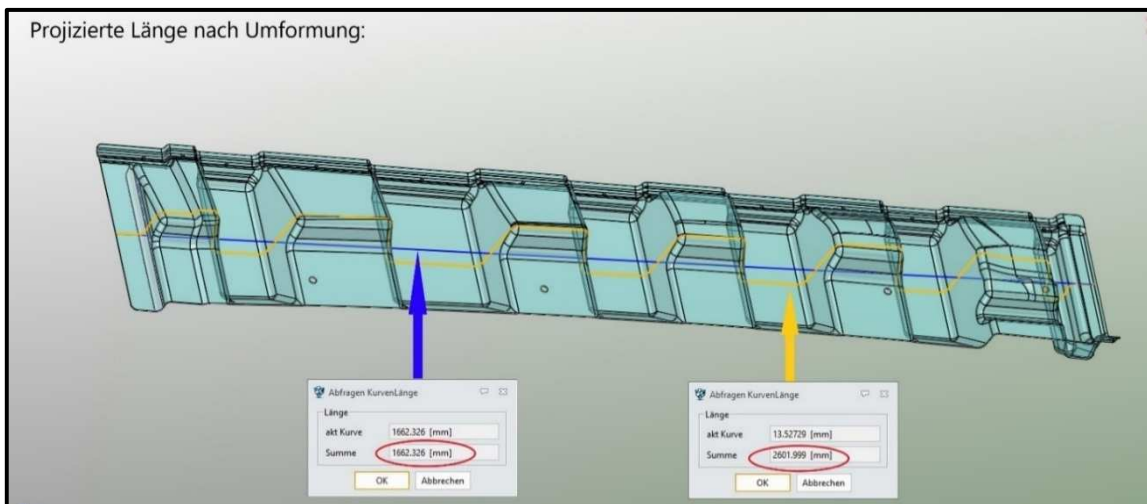 Projizierte Länge nach Umformung:
Abfragen KurvenLänge
Länge
akt Kurve 1662.326 [mm]
Summe 1662.326 [mm]
OK Abbrechen
Abfragen KurvenLänge
Länge
akt Kurve 13.52729 [mm]
Summe 2601.999 [mm]
OK Abbrechen